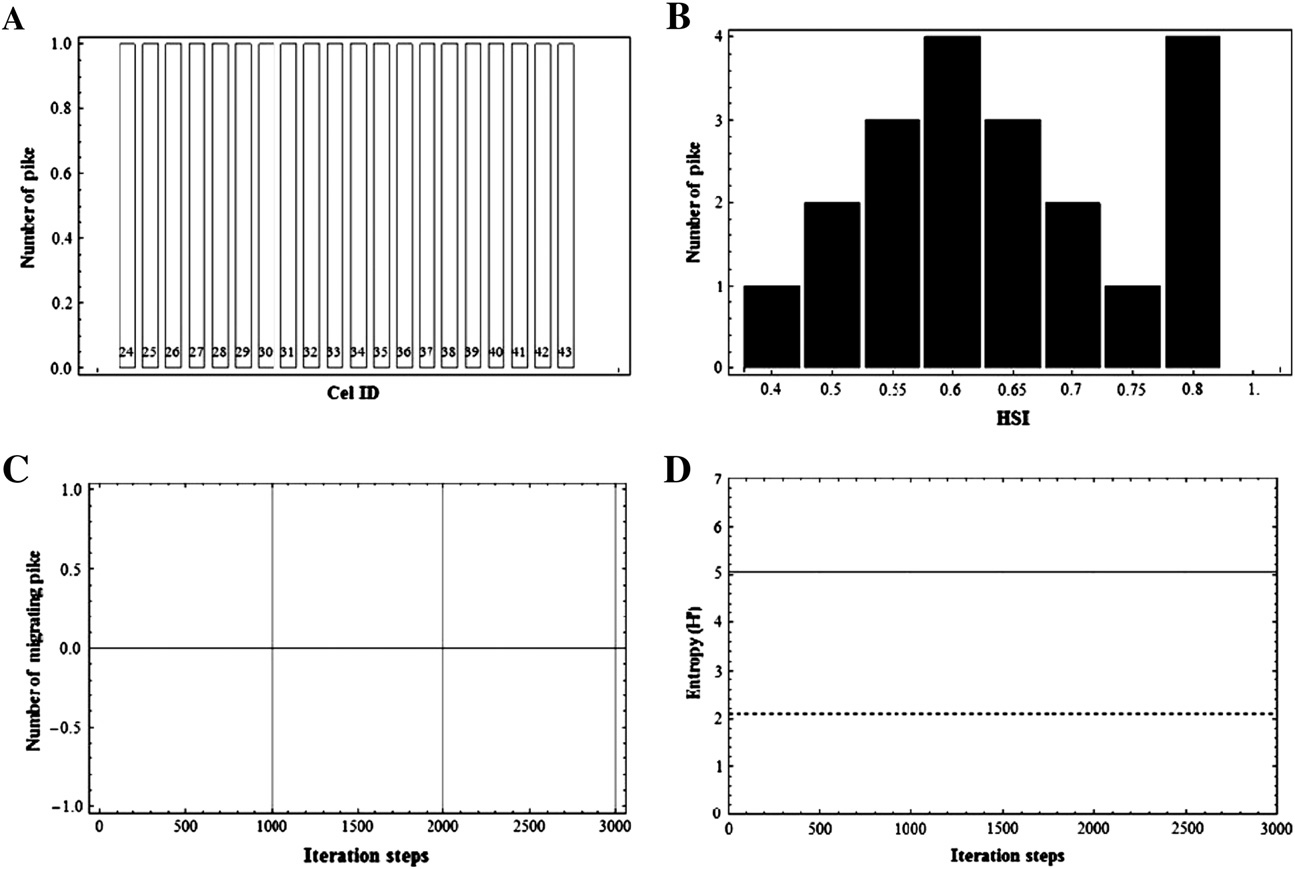 A
1.0
0.8
0.6
0.4
0.2
0.0
Number of pike
24 25 26 27 28 29 30 31 32 33 34 35 36 37 38 39 40 41 42 43
Cel ID
B
4
3
2
1
0
Number of pike
0.4 0.5 0.55 0.6 0.65 0.7 0.75 0.8 1.
HSI
C
1.0
0.5
0.0
−0.5
−1.0
Number of migrating pike
0 500 1000 1500 2000 2500 3000
Iteration steps
D
7
6
5
4
3
2
1
0
Entropy (H')
0 500 1000 1500 2000 2500 3000
Iteration steps